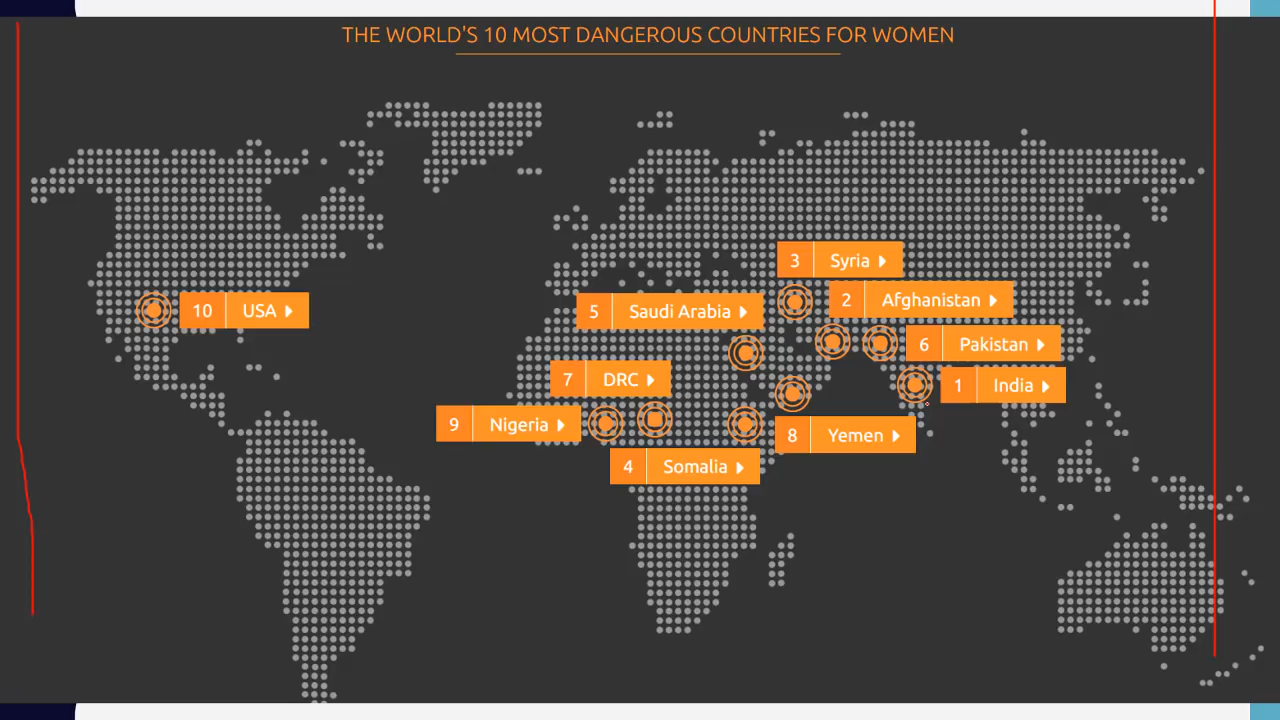 THE WORLD'S 10 MOST DANGEROUS COUNTRIES FOR WOMEN
3 Syria
2 Afghanistan
10 USA
5 Saudi Arabia
6 Pakistan
7 DRC
1 India
9 Nigeria
8 Yemen
4 Somalia